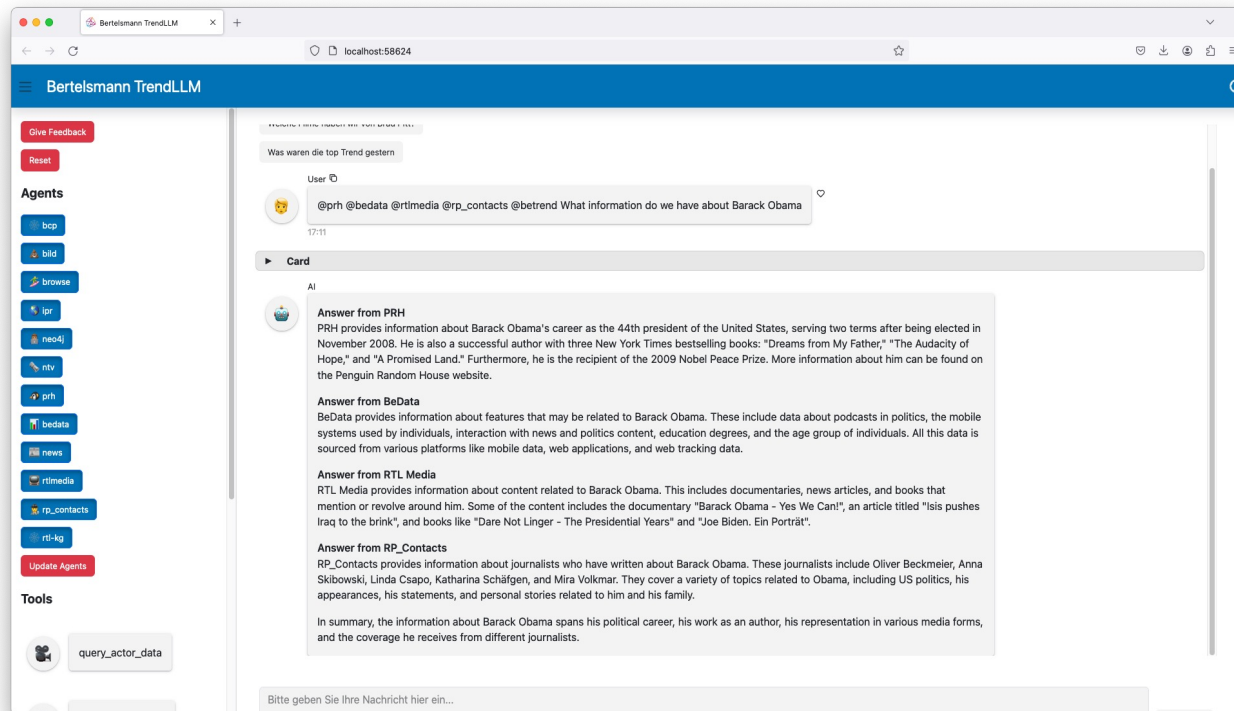 Bertelsmann TrendLLM
localhost:58624
Bertelsmann TrendLLM
Give Feedback
Reset
Agents
bcp
bild
browse
ipr
neo4j
ntv
prh
bedata
news
rtlmedia
rp_contacts
rtl-kg
Update Agents
Tools
query_actor_data
Was waren die top Trend gestern
User
@prh @bedata @rtlmedia @rp_contacts @betrend What information do we have about Barack Obama
17:11
Card
AI
Answer from PRH
PRH provides information about Barack Obama's career as the 44th president of the United States, serving two terms after being elected in
November 2008. He is also a successful author with three New York Times bestselling books: "Dreams from My Father," "The Audacity of
Hope," and "A Promised Land." Furthermore, he is the recipient of the 2009 Nobel Peace Prize. More information about him can be found on
the Penguin Random House website.
Answer from BeData
BeData provides information about features that may be related to Barack Obama. These include data about podcasts in politics, the mobile
systems used by individuals, interaction with news and politics content, education degrees, and the age group of individuals. All this data is
sourced from various platforms like mobile data, web applications, and web tracking data.
Answer from RTL Media
RTL Media provides information about content related to Barack Obama. This includes documentaries, news articles, and books that
mention or revolve around him. Some of the content includes the documentary "Barack Obama - Yes We Can!", an article titled "Isis pushes
Iraq to the brink", and books like "Dare Not Linger - The Presidential Years" and "Joe Biden. Ein Porträt".
Answer from RP_Contacts
RP_Contacts provides information about journalists who have written about Barack Obama. These journalists include Oliver Beckmeier, Anna
Skibowski, Linda Csapo, Katharina Schäfgen, and Mira Volkmar. They cover a variety of topics related to Obama, including US politics, his
appearances, his statements, and personal stories related to him and his family.
In summary, the information about Barack Obama spans his political career, his work as an author, his representation in various media forms,
and the coverage he receives from different journalists.
Bitte geben Sie Ihre Nachricht hier ein...